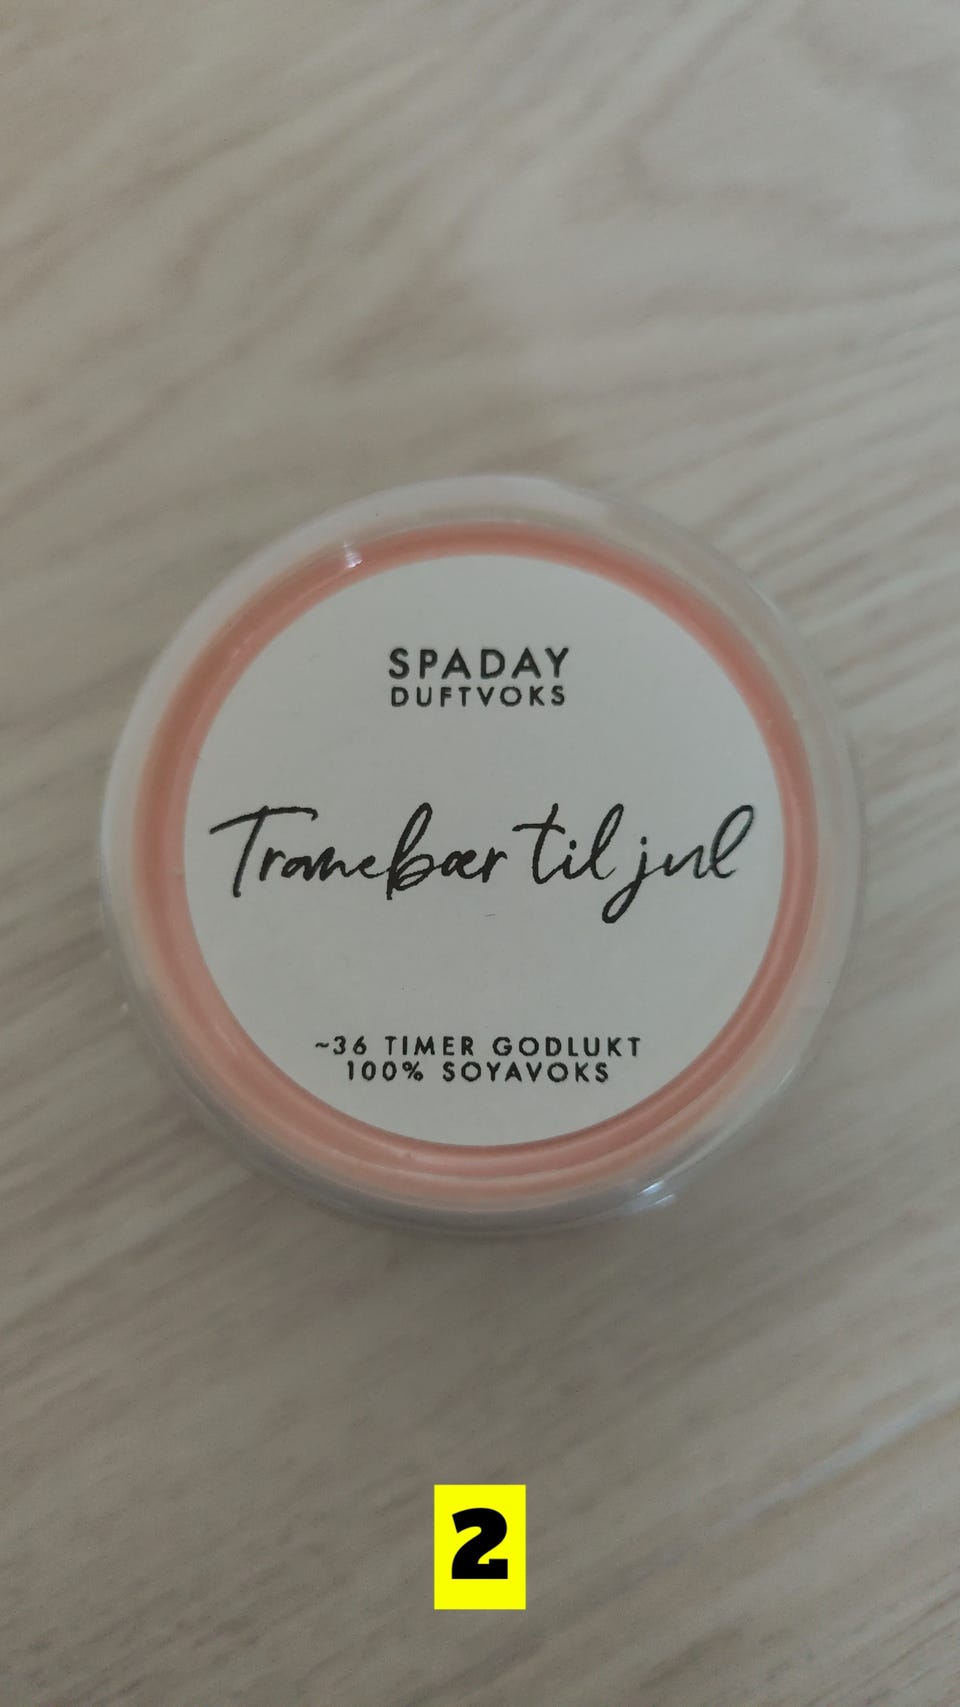 SPADAY
DUFTVOKS
Tranebær til jul
~36 TIMER GODLUKT
100% SOYAVOKS
2